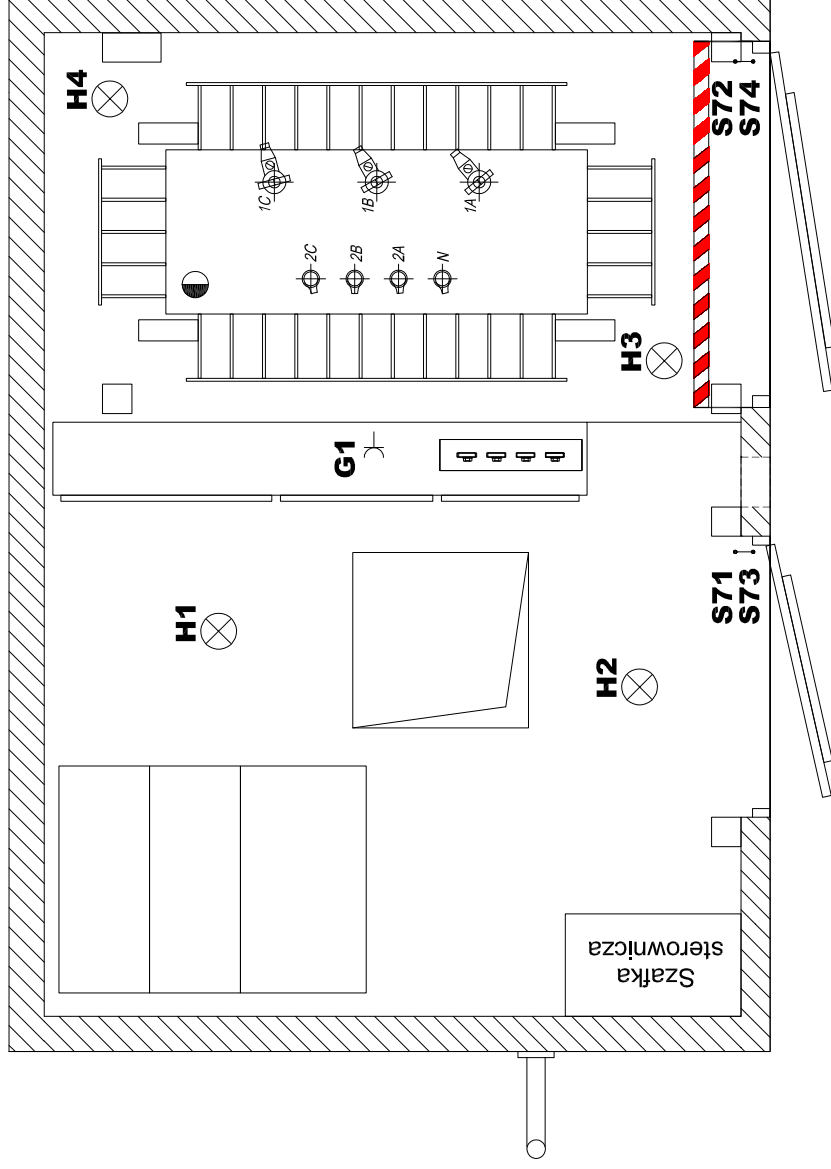 H4
S72
S74
1C
1B
1A
2C
2B
2A
N
H3
G1
H1
S71
S73
H2
Szafka
sterownicza